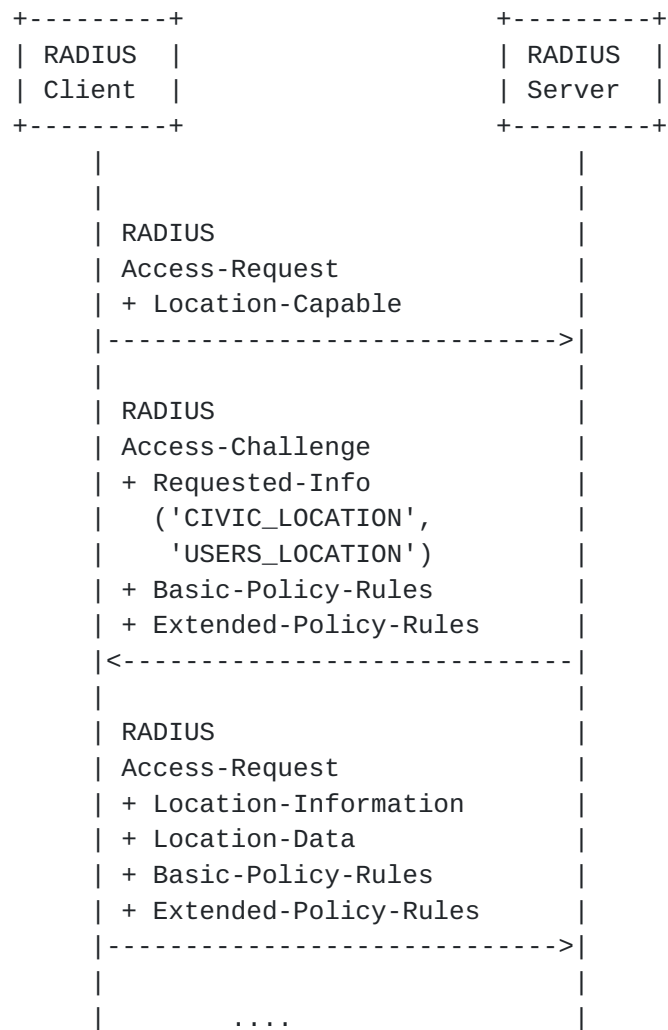 +---------+                    +---------+
| RADIUS  |                    | RADIUS  |
| Client  |                    | Server  |
+---------+                    +---------+
     |                              |
     |                              |
     | RADIUS                       |
     | Access-Request               |
     | + Location-Capable           |
     |----------------------------->|
     |                              |
     | RADIUS                       |
     | Access-Challenge             |
     | + Requested-Info             |
     |   ('CIVIC_LOCATION',         |
     |    'USERS_LOCATION')         |
     | + Basic-Policy-Rules         |
     | + Extended-Policy-Rules      |
     |<-----------------------------|
     |                              |
     | RADIUS                       |
     | Access-Request               |
     | + Location-Information       |
     | + Location-Data              |
     | + Basic-Policy-Rules         |
     | + Extended-Policy-Rules      |
     |----------------------------->|
     |                              |
     |        ....                  |